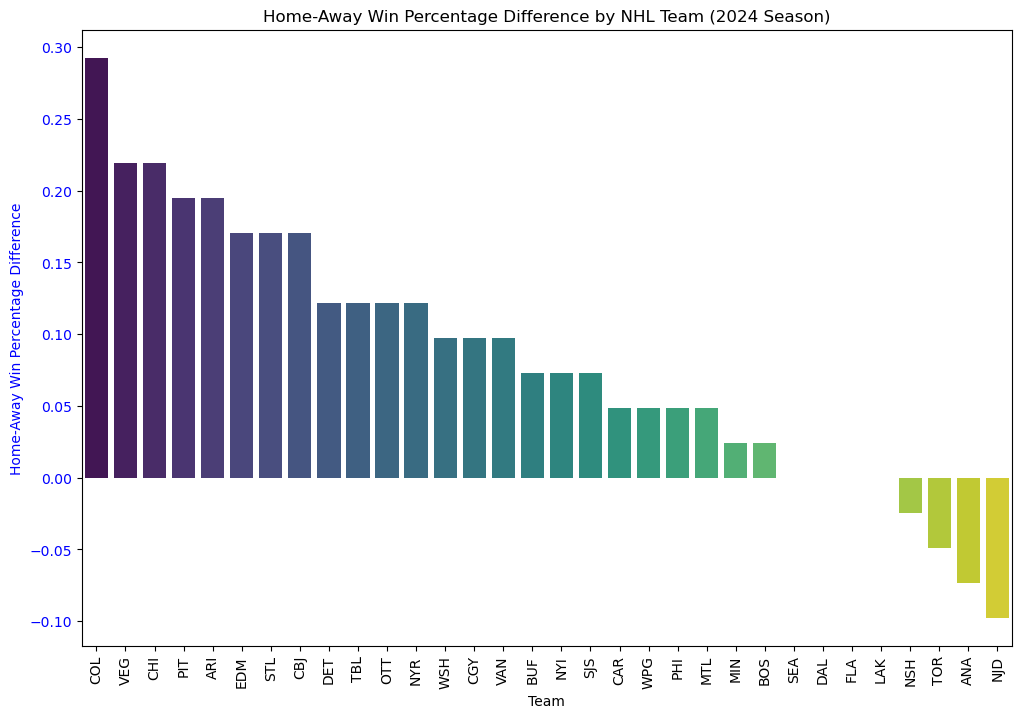 Home-Away Win Percentage Difference by NHL Team (2024 Season)
Home-Away Win Percentage Difference
0.30
0.25
0.20
0.15
0.10
0.05
0.00
−0.05
−0.10
COL VEG CHI PIT ARI EDM STL CBJ DET TBL OTT NYR WSH CGY VAN BUF NYI SJS CAR WPG PHI MTL MIN BOS SEA DAL FLA LAK NSH TOR ANA NJD
Team